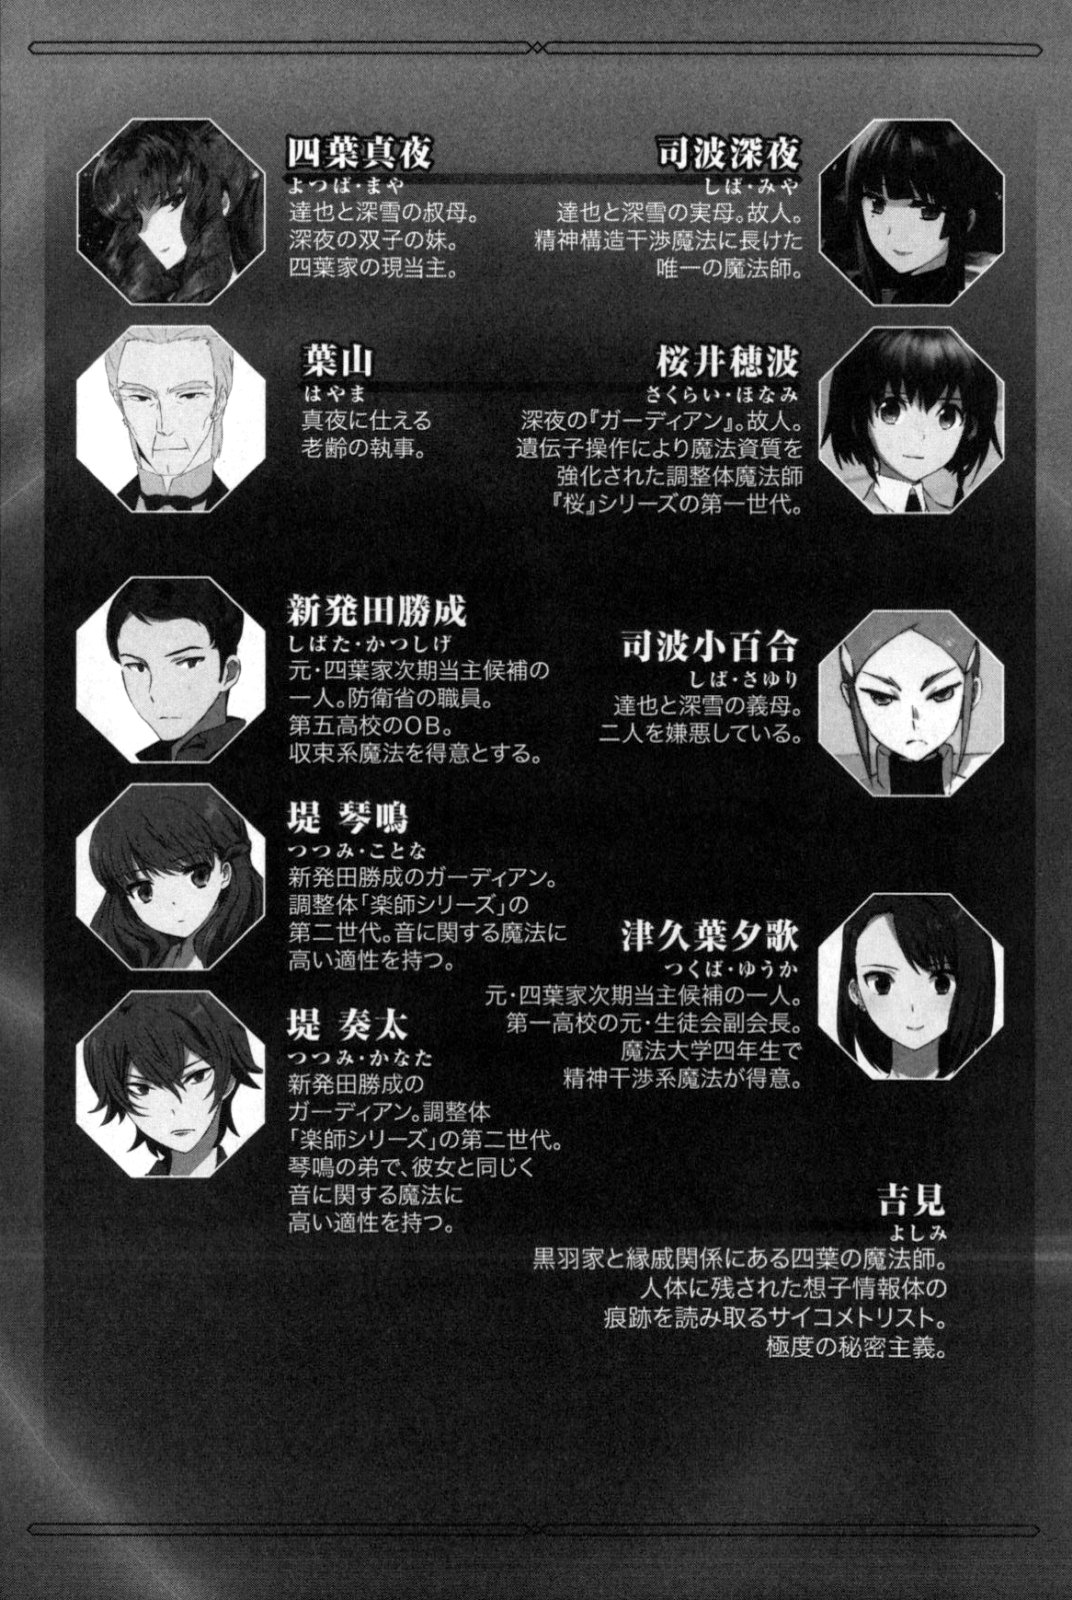 司波深夜
しば・みや
達也と深雪の実母。故人。
精神構造干渉魔法に長けた
唯一の魔法師。
四葉真夜
よつば・まや
達也と深雪の叔母。
深夜の双子の妹。
四葉家の現当主。
桜井穂波
さくらい・ほなみ
深夜の『ガーディアン』。故人。
遺伝子操作により魔法資質を
強化された調整体魔法師
『桜』シリーズの第一世代。
葉山
はやま
真夜に仕える
老齢の執事。
司波小百合
しば・さゆり
達也と深雪の義母。
二人を嫌悪している。
新発田勝成
しばた・かつしげ
元・四葉家次期当主候補の
一人。防衛省の職員。
第五高校のOB。
収束系魔法を得意とする。
堤 琴鳴
つつみ・ことな
新発田勝成のガーディアン。
調整体「楽師シリーズ」の
第二世代。音に関する魔法に
高い適性を持つ。
堤 奏太
つつみ・かなた
新発田勝成の
ガーディアン。調整体
「楽師シリーズ」の第二世代。
琴鳴の弟で、彼女と同じく
音に関する魔法に
高い適性を持つ。
津久葉夕歌
つくば・ゆうか
元・四葉家次期当主候補の一人。
第一高校の元・生徒会副会長。
魔法大学四年生で
精神干渉系魔法が得意。
吉見
よしみ
黒羽家と縁戚関係にある四葉の魔法師。
人体に残された想子情報体の
痕跡を読み取るサイコメトリスト。
極度の秘密主義。